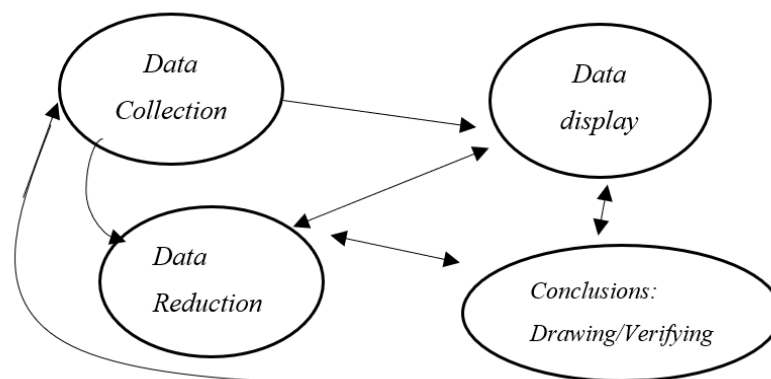 Data
Collection
Data
display
Data
Reduction
Conclusions:
Drawing/Verifying